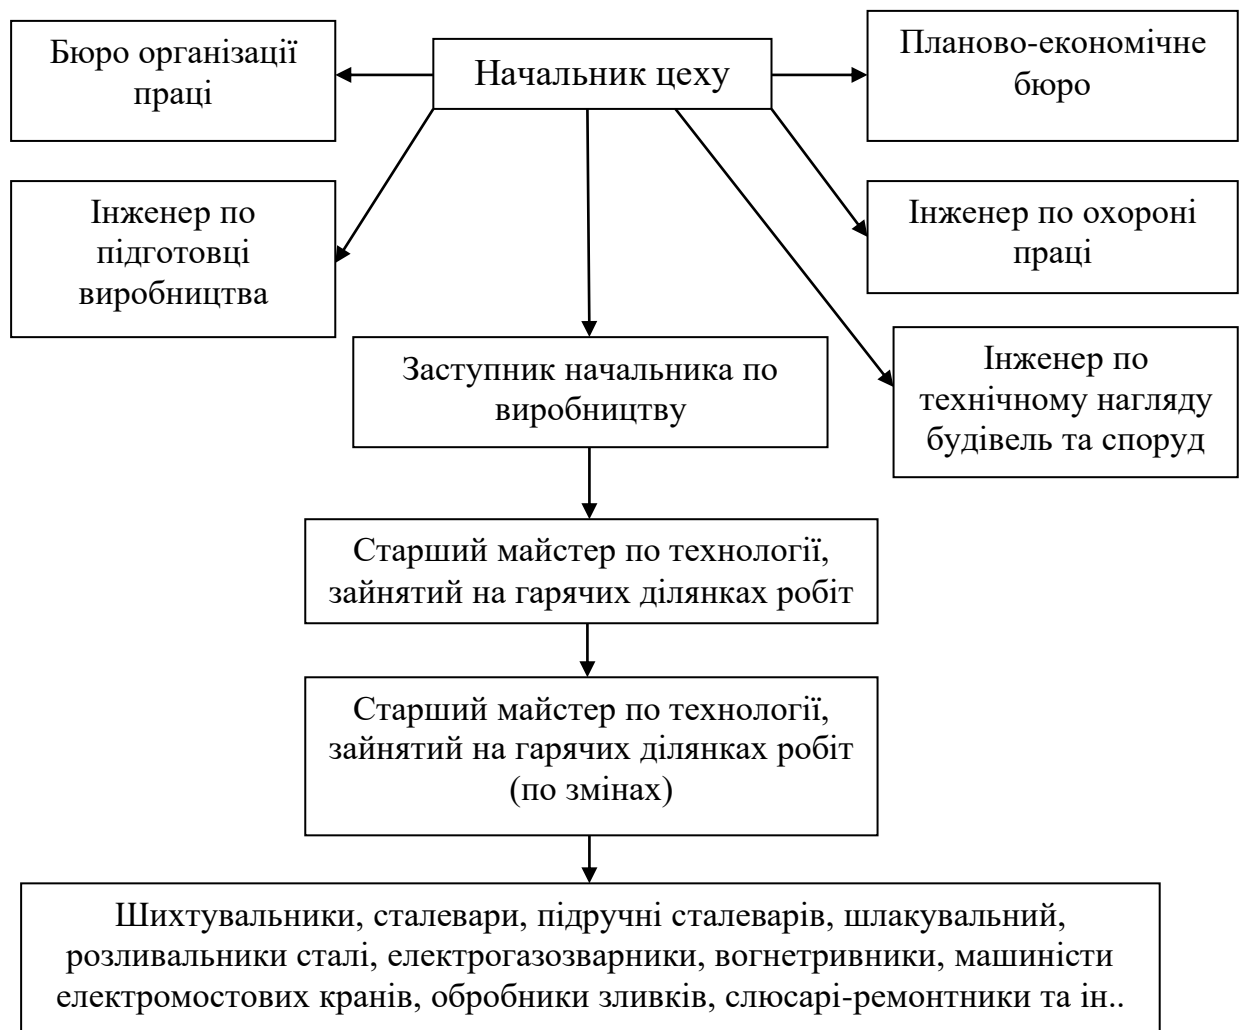 Бюро організації
праці
Начальник цеху
Планово-економічне
бюро
Інженер по
підготовці
виробництва
Інженер по охороні
праці
Заступник начальника по
виробництву
Інженер по
технічному нагляду
будівель та споруд
Старший майстер по технології,
зайнятий на гарячих ділянках робіт
Старший майстер по технології,
зайнятий на гарячих ділянках робіт
(по змінах)
Шихтувальники, сталевари, підручні сталеварів, шлакувальний,
розливальники сталі, електрогазозварники, вогнетривники, машиністи
електромостових кранів, обробники зливків, слюсарі-ремонтники та ін..